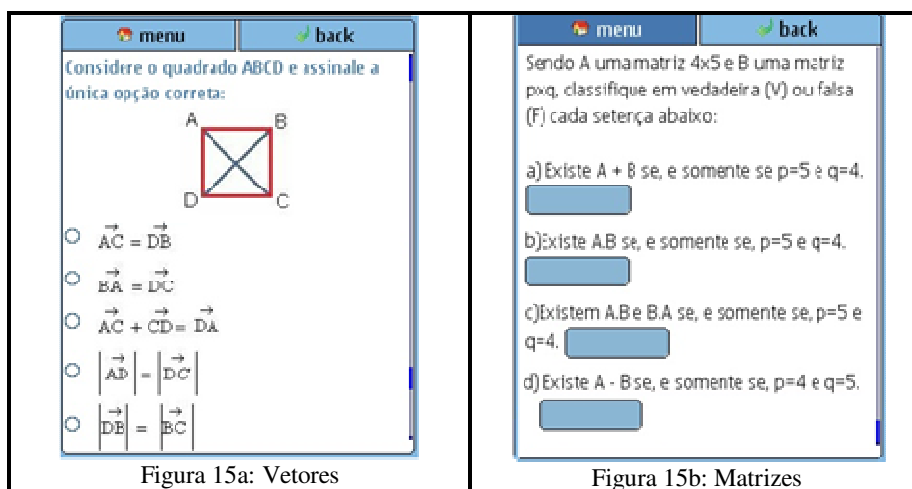 menu
back
Considere o quadrado ABCD e assinale a
única opção correta:
A
B
D
C
AC = DB
BA = DC
AC + CD = DA
|AD| = |DC|
|DB| = |BC|
Figura 15a: Vetores
menu
back
Sendo A uma matriz 4x5 e B uma matriz
pxq, classifique em vedadeira (V) ou falsa
(F) cada setença abaixo:
a) Existe A + B se, e somente se p=5 e q=4.
b) Existe A.B se, e somente se, p=5 e q=4.
c) Existem A.B e B.A se, e somente se, p=5 e
q=4.
d) Existe A - B se, e somente se, p=4 e q=5.
Figura 15b: Matrizes